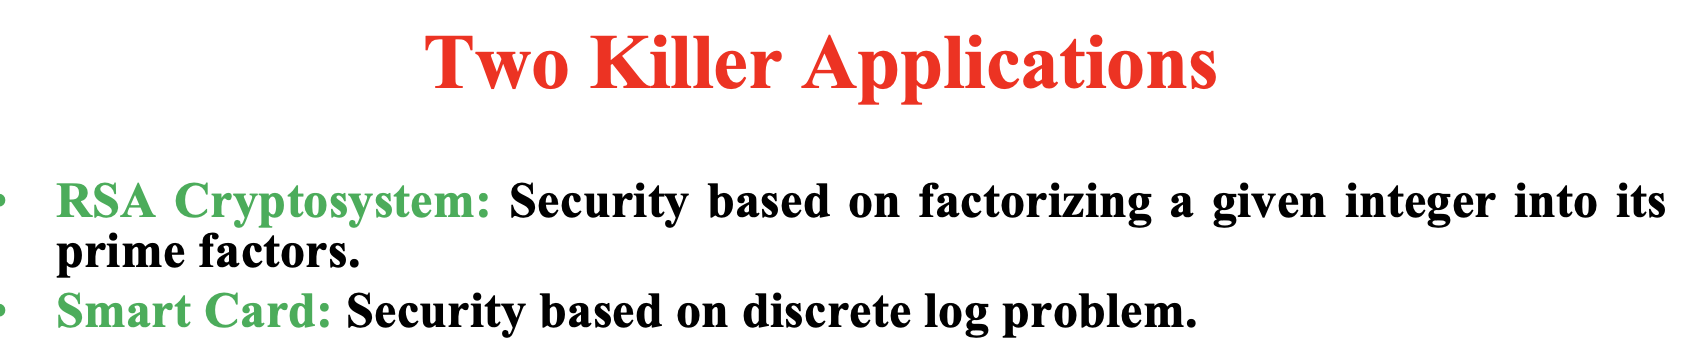 Two Killer Applications
• RSA Cryptosystem: Security based on factorizing a given integer into its
prime factors.
• Smart Card: Security based on discrete log problem.